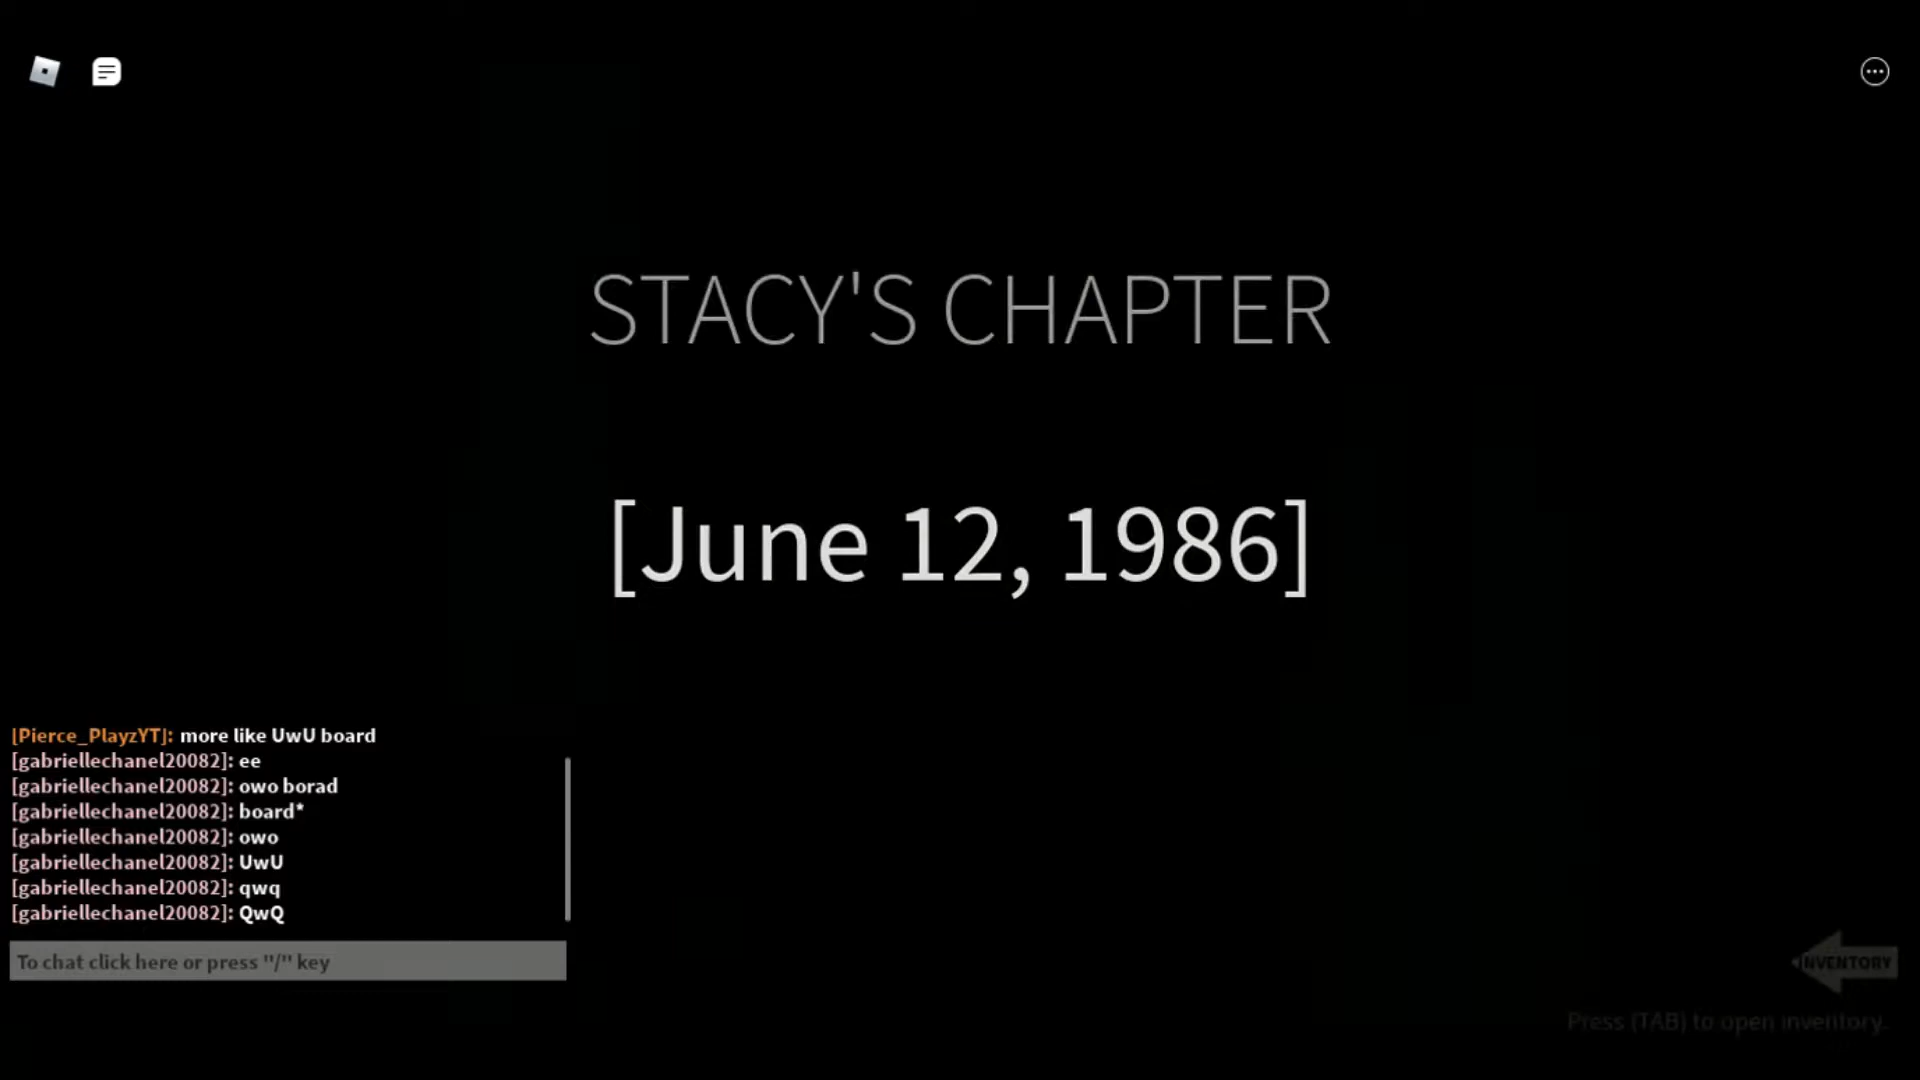 STACY'S CHAPTER
[June 12, 1986]
[Pierce_PlayzYT]: more like UwU board
[gabriellechanel20082]: ee
[gabriellechanel20082]: owo borad
[gabriellechanel20082]: board*
[gabriellechanel20082]: owo
[gabriellechanel20082]: UwU
[gabriellechanel20082]: qwq
[gabriellechanel20082]: QwQ
To chat click here or press "/" key
INVENTORY
Press (TAB) to open inventory.